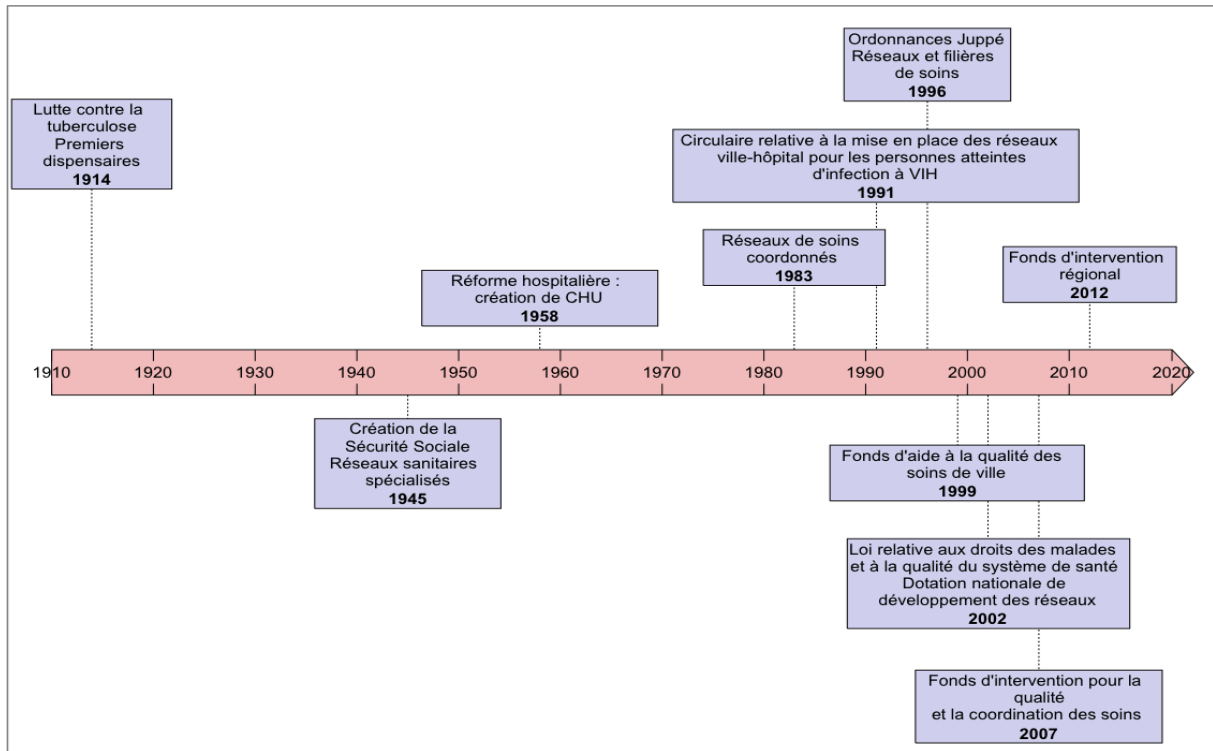 Ordonnances Juppé
Réseaux et filières
de soins
1996
Lutte contre la
tuberculose
Premiers
dispensaires
1914
Circulaire relative à la mise en place des réseaux
ville-hôpital pour les personnes atteintes
d'infection à VIH
1991
Réseaux de soins
coordonnés
1983
Fonds d'intervention
régional
2012
Réforme hospitalière :
création de CHU
1958
1910 1920 1930 1940 1950 1960 1970 1980 1990 2000 2010 2020
Création de la
Sécurité Sociale
Réseaux sanitaires
spécialisés
1945
Fonds d'aide à la qualité des
soins de ville
1999
Loi relative aux droits des malades
et à la qualité du système de santé
Dotation nationale de
développement des réseaux
2002
Fonds d'intervention pour la
qualité
et la coordination des soins
2007